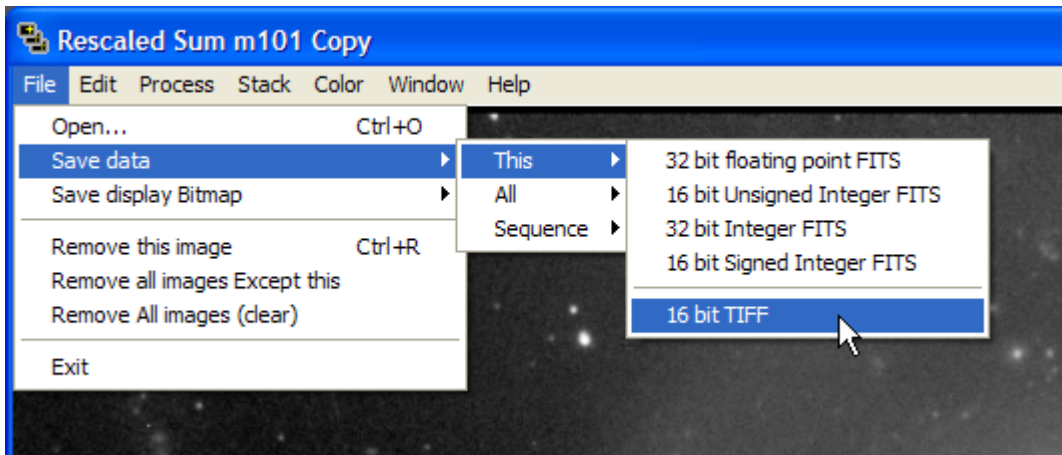 Rescaled Sum m101 Copy
File Edit Process Stack Color Window Help
Open... Ctrl+O
Save data
Save display Bitmap
Remove this image Ctrl+R
Remove all images Except this
Remove All images (clear)
Exit
This
All
Sequence
32 bit floating point FITS
16 bit Unsigned Integer FITS
32 bit Integer FITS
16 bit Signed Integer FITS
16 bit TIFF